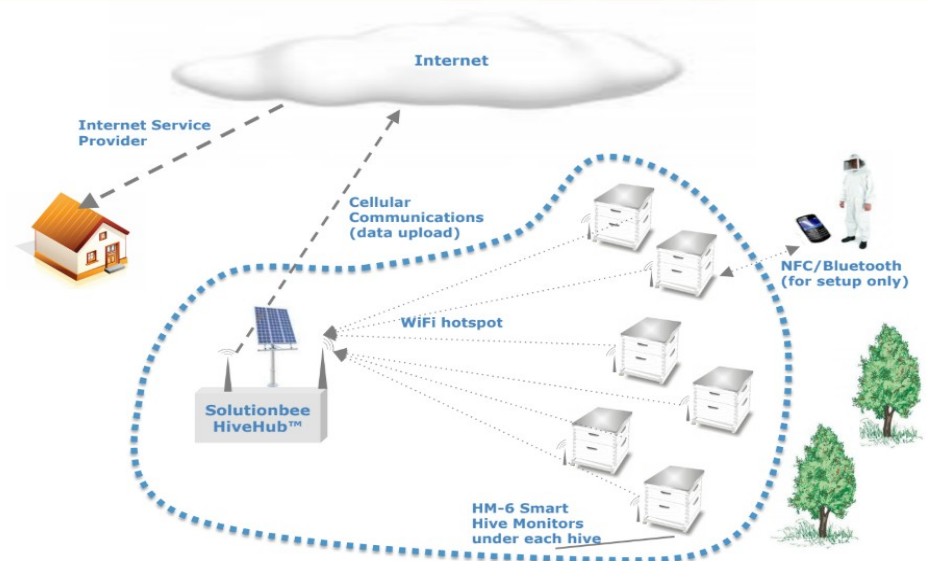 Internet
Internet Service
Provider
Cellular
Communications
(data upload)
NFC/Bluetooth
(for setup only)
WiFi hotspot
Solutionbee
HiveHub™
HM-6 Smart
Hive Monitors
under each hive